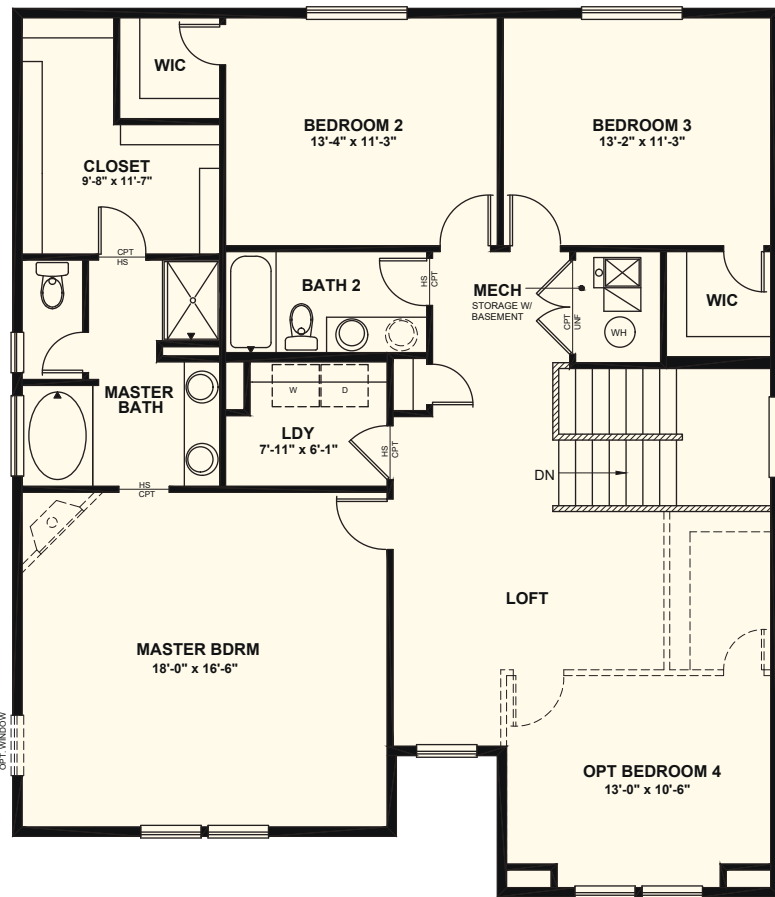 WIC
BEDROOM 2
13'-4" x 11'-3"
BEDROOM 3
13'-2" x 11'-3"
CLOSET
9'-8" x 11'-7"
CPT
HS
BATH 2
HS
CPT
MECH
STORAGE W/
BASEMENT
CPT
UNF
WH
WIC
MASTER
BATH
W
D
LDY
7'-11" x 6'-1"
HS
CPT
DN
HS
CPT
LOFT
MASTER BDRM
18'-0" x 16'-6"
OPT. WINDOW
OPT BEDROOM 4
13'-0" x 10'-6"